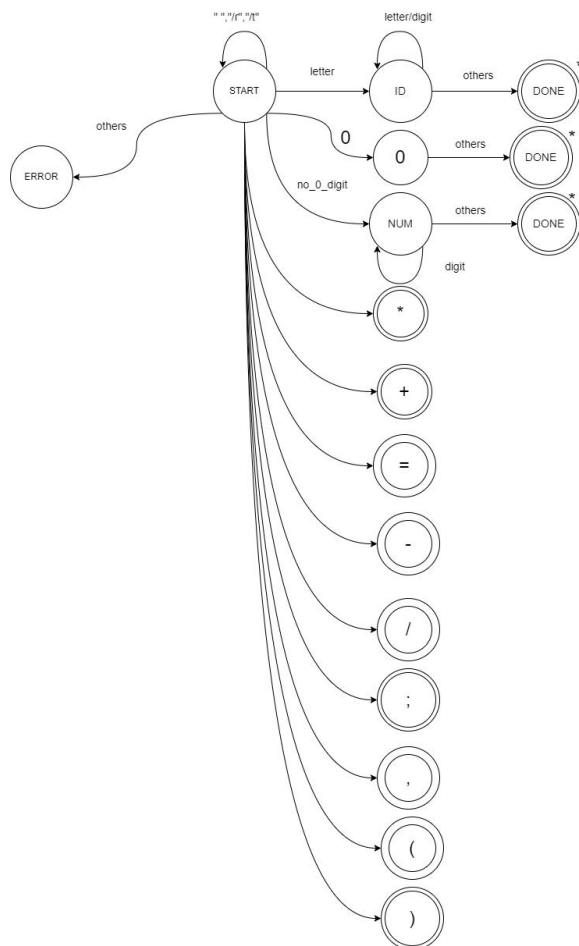 " ","/r","/t"
letter/digit
START
letter
ID
others
DONE
*
others
0
0
others
DONE
*
ERROR
no_0_digit
NUM
others
DONE
*
digit
*
+
=
-
/
;
,
(
)